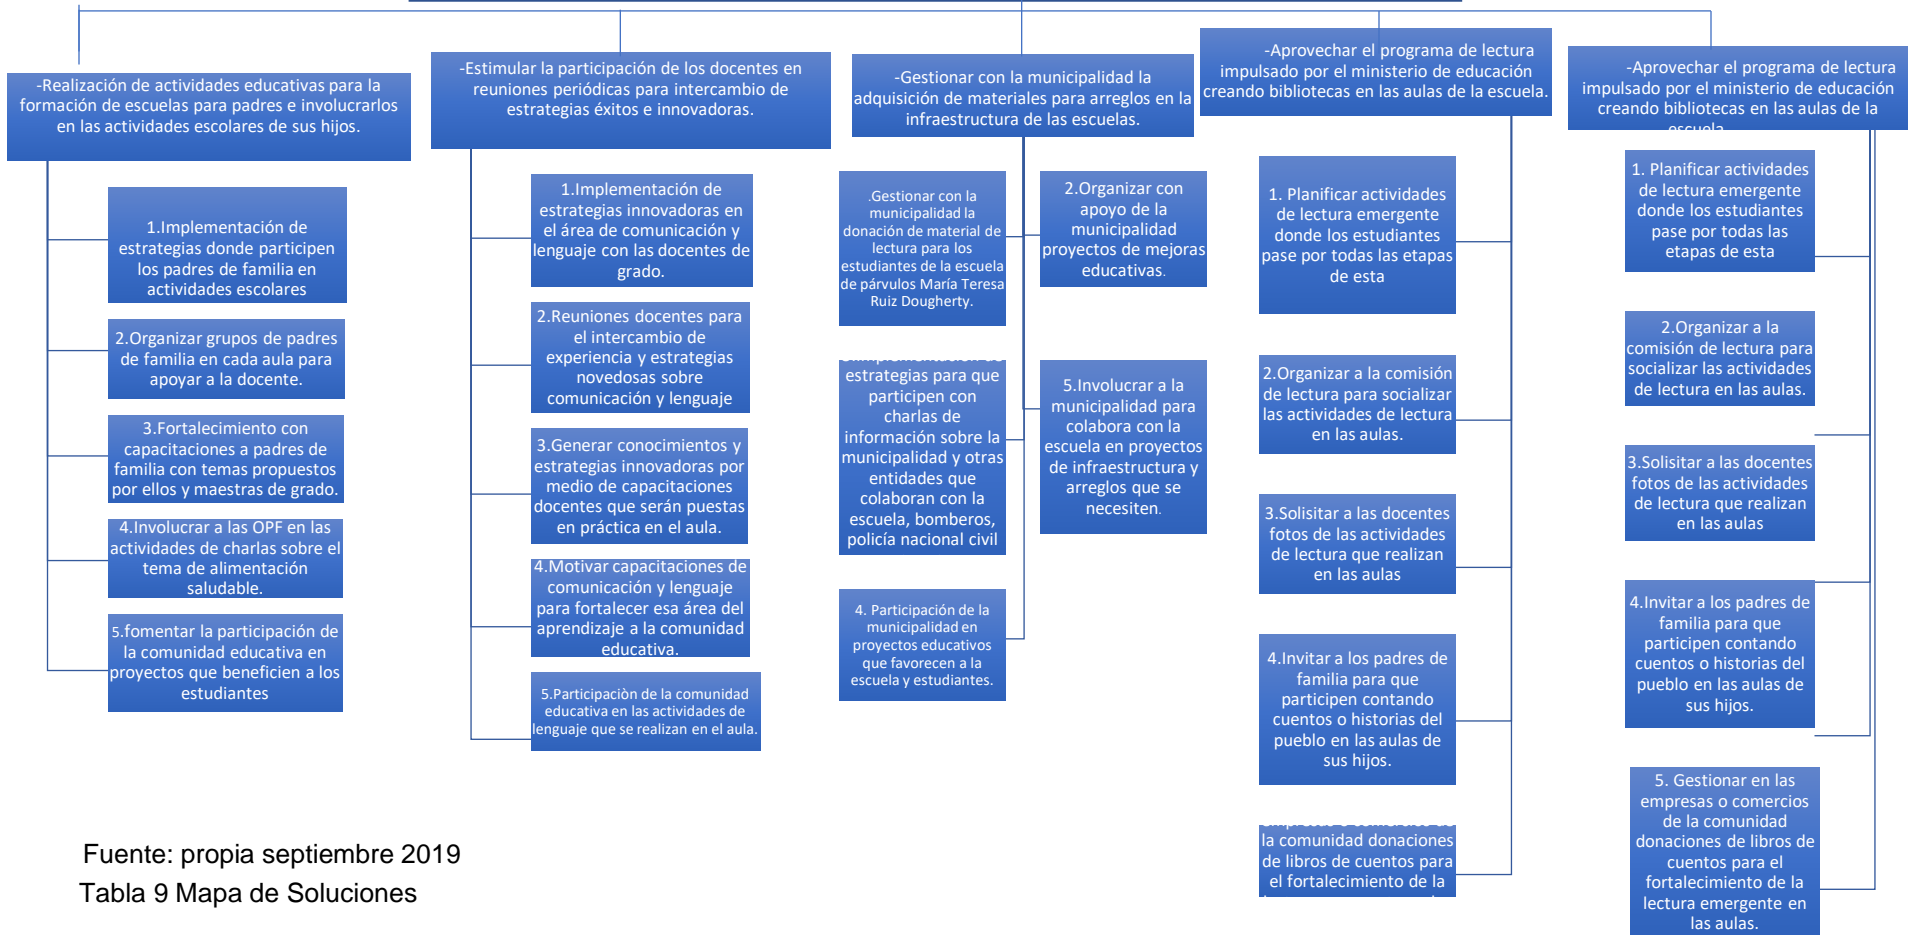 -Realización de actividades educativas para la
formación de escuelas para padres e involucrarlos
en las actividades escolares de sus hijos.
1.Implementación de
estrategias donde participen
los padres de familia en
actividades escolares
2.Organizar grupos de padres
de familia en cada aula para
apoyar a la docente.
3.Fortalecimiento con
capacitaciones a padres de
familia con temas propuestos
por ellos y maestras de grado.
4.Involucrar a las OPF en las
actividades de charlas sobre el
tema de alimentación
saludable.
5.fomentar la participación de
la comunidad educativa en
proyectos que beneficien a los
estudiantes
-Estimular la participación de los docentes en
reuniones periódicas para intercambio de
estrategias éxitos e innovadoras.
1.Implementación de
estrategias innovadoras en
el área de comunicación y
lenguaje con las docentes de
grado.
2.Reuniones docentes para
el intercambio de
experiencia y estrategias
novedosas sobre
comunicación y lenguaje
3.Generar conocimientos y
estrategias innovadoras por
medio de capacitaciones
docentes que serán puestas
en práctica en el aula.
4.Motivar capacitaciones de
comunicación y lenguaje
para fortalecer esa área del
aprendizaje a la comunidad
educativa.
5.Participaciòn de la comunidad
educativa en las actividades de
lenguaje que se realizan en el aula.
-Gestionar con la municipalidad la
adquisición de materiales para arreglos en la
infraestructura de las escuelas.
.Gestionar con la
municipalidad la
donación de material de
lectura para los
estudiantes de la escuela
de párvulos María Teresa
Ruiz Dougherty.
2.Organizar con
apoyo de la
municipalidad
proyectos de mejoras
educativas.
estrategias para que
participen con
charlas de
información sobre la
municipalidad y otras
entidades que
colaboran con la
escuela, bomberos,
policía nacional civil
5.Involucrar a la
municipalidad para
colabora con la
escuela en proyectos
de infraestructura y
arreglos que se
necesiten.
4. Participación de la
municipalidad en
proyectos educativos
que favorecen a la
escuela y estudiantes.
-Aprovechar el programa de lectura
impulsado por el ministerio de educación
creando bibliotecas en las aulas de la escuela.
1. Planificar actividades
de lectura emergente
donde los estudiantes
pase por todas las etapas
de esta
2.Organizar a la comisión
de lectura para socializar
las actividades de lectura
en las aulas.
3.Solisitar a las docentes
fotos de las actividades
de lectura que realizan
en las aulas
4.Invitar a los padres de
familia para que
participen contando
cuentos o historias del
pueblo en las aulas de
sus hijos.
la comunidad donaciones
de libros de cuentos para
el fortalecimiento de la
-Aprovechar el programa de lectura
impulsado por el ministerio de educación
creando bibliotecas en las aulas de la
escuela
1. Planificar actividades
de lectura emergente
donde los estudiantes
pase por todas las
etapas de esta
2.Organizar a la
comisión de lectura para
socializar las actividades
de lectura en las aulas.
3.Solisitar a las docentes
fotos de las actividades
de lectura que realizan
en las aulas
4.Invitar a los padres de
familia para que
participen contando
cuentos o historias del
pueblo en las aulas de
sus hijos.
5. Gestionar en las
empresas o comercios
de la comunidad
donaciones de libros de
cuentos para el
fortalecimiento de la
lectura emergente en
las aulas.
Fuente: propia septiembre 2019
Tabla 9 Mapa de Soluciones